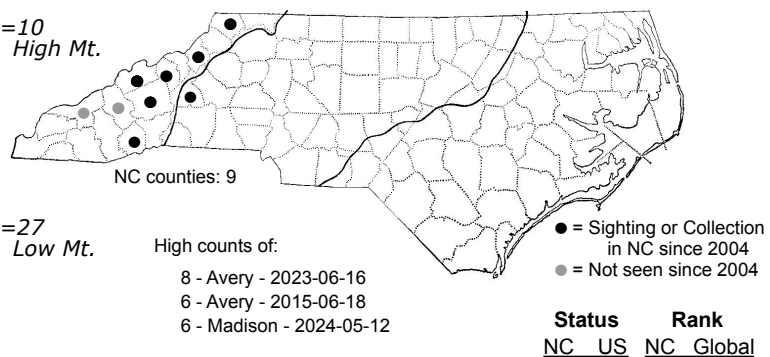 =10
High Mt.
NC counties: 9
=27
Low Mt.
High counts of:
8 - Avery - 2023-06-16
6 - Avery - 2015-06-18
6 - Madison - 2024-05-12
● = Sighting or Collection
in NC since 2004
● = Not seen since 2004
Status Rank
NC US NC Global